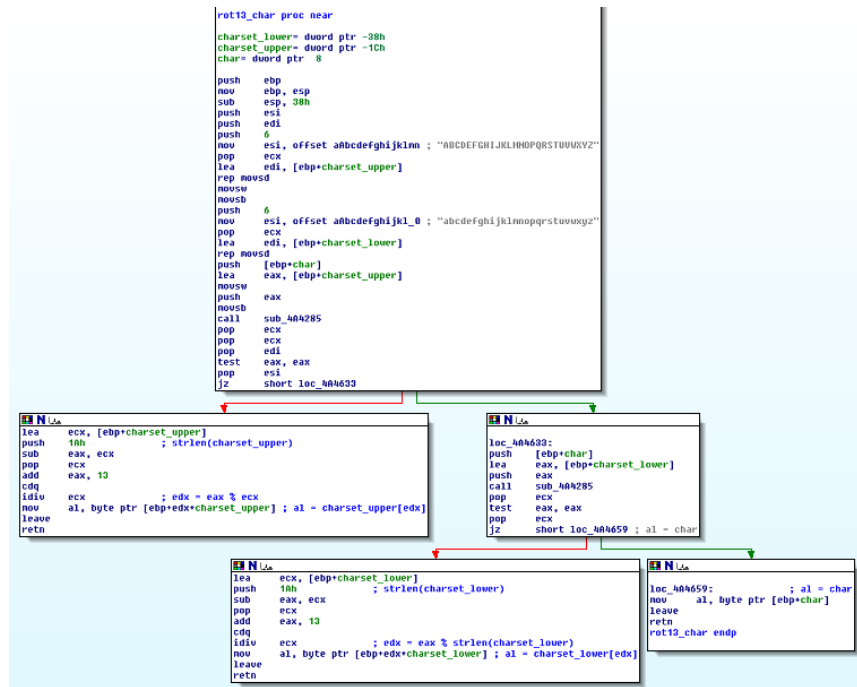 rot13_char proc near
charset_lower= dword ptr -38h
charset_upper= dword ptr -1Ch
char= dword ptr  8
push    ebp
mov     ebp, esp
sub     esp, 38h
push    esi
push    edi
push    6
mov     esi, offset aAbcdefghijklmn ; "ABCDEFGHIJKLMNOPQRSTUVWXYZ"
pop     ecx
lea     edi, [ebp+charset_upper]
rep movsd
movsw
movsb
push    6
mov     esi, offset aAbcdefghijkl_0 ; "abcdefghijklmnopqrstuvwxyz"
pop     ecx
lea     edi, [ebp+charset_lower]
rep movsd
push    [ebp+char]
lea     eax, [ebp+charset_upper]
movsw
push    eax
movsb
call    sub_4A4285
pop     ecx
pop     ecx
pop     edi
test    eax, eax
pop     esi
jz      short loc_4A4633
lea     ecx, [ebp+charset_upper]
push    1Ah             ; strlen(charset_upper)
sub     eax, ecx
pop     ecx
add     eax, 13
cdq
idiv    ecx             ; edx = eax % ecx
mov     al, byte ptr [ebp+edx+charset_upper] ; al = charset_upper[edx]
leave
retn
loc_4A4633:
push    [ebp+char]
lea     eax, [ebp+charset_lower]
push    eax
call    sub_4A4285
pop     ecx
test    eax, eax
pop     ecx
jz      short loc_4A4659 ; al = char
lea     ecx, [ebp+charset_lower]
push    1Ah             ; strlen(charset_lower)
sub     eax, ecx
pop     ecx
add     eax, 13
cdq
idiv    ecx             ; edx = eax % strlen(charset_lower)
mov     al, byte ptr [ebp+edx+charset_lower] ; al = charset_lower[edx]
leave
retn
loc_4A4659:             ; al = char
mov     al, byte ptr [ebp+char]
leave
retn
rot13_char endp